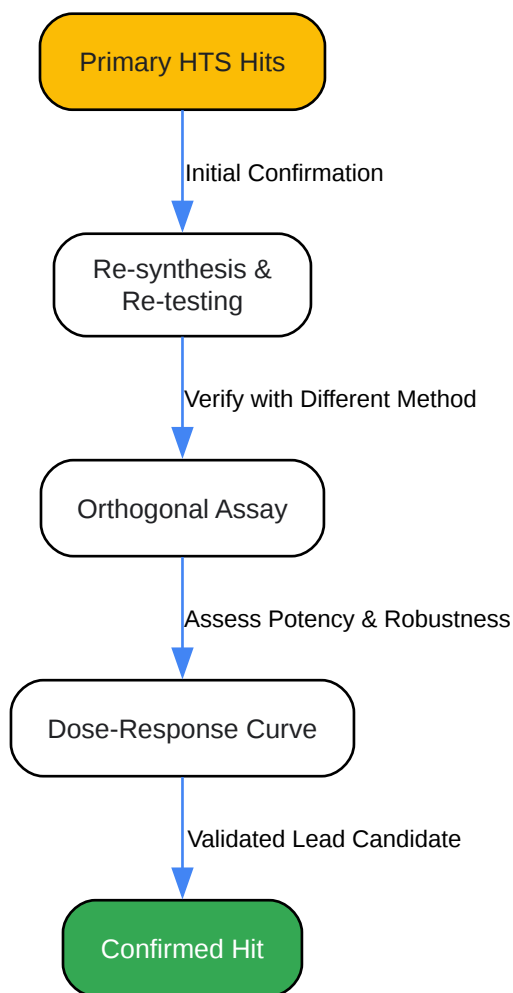 Primary HTS Hits
Initial Confirmation
Re-synthesis &
Re-testing
Verify with Different Method
Orthogonal Assay
Assess Potency & Robustness
Dose-Response Curve
Validated Lead Candidate
Confirmed Hit